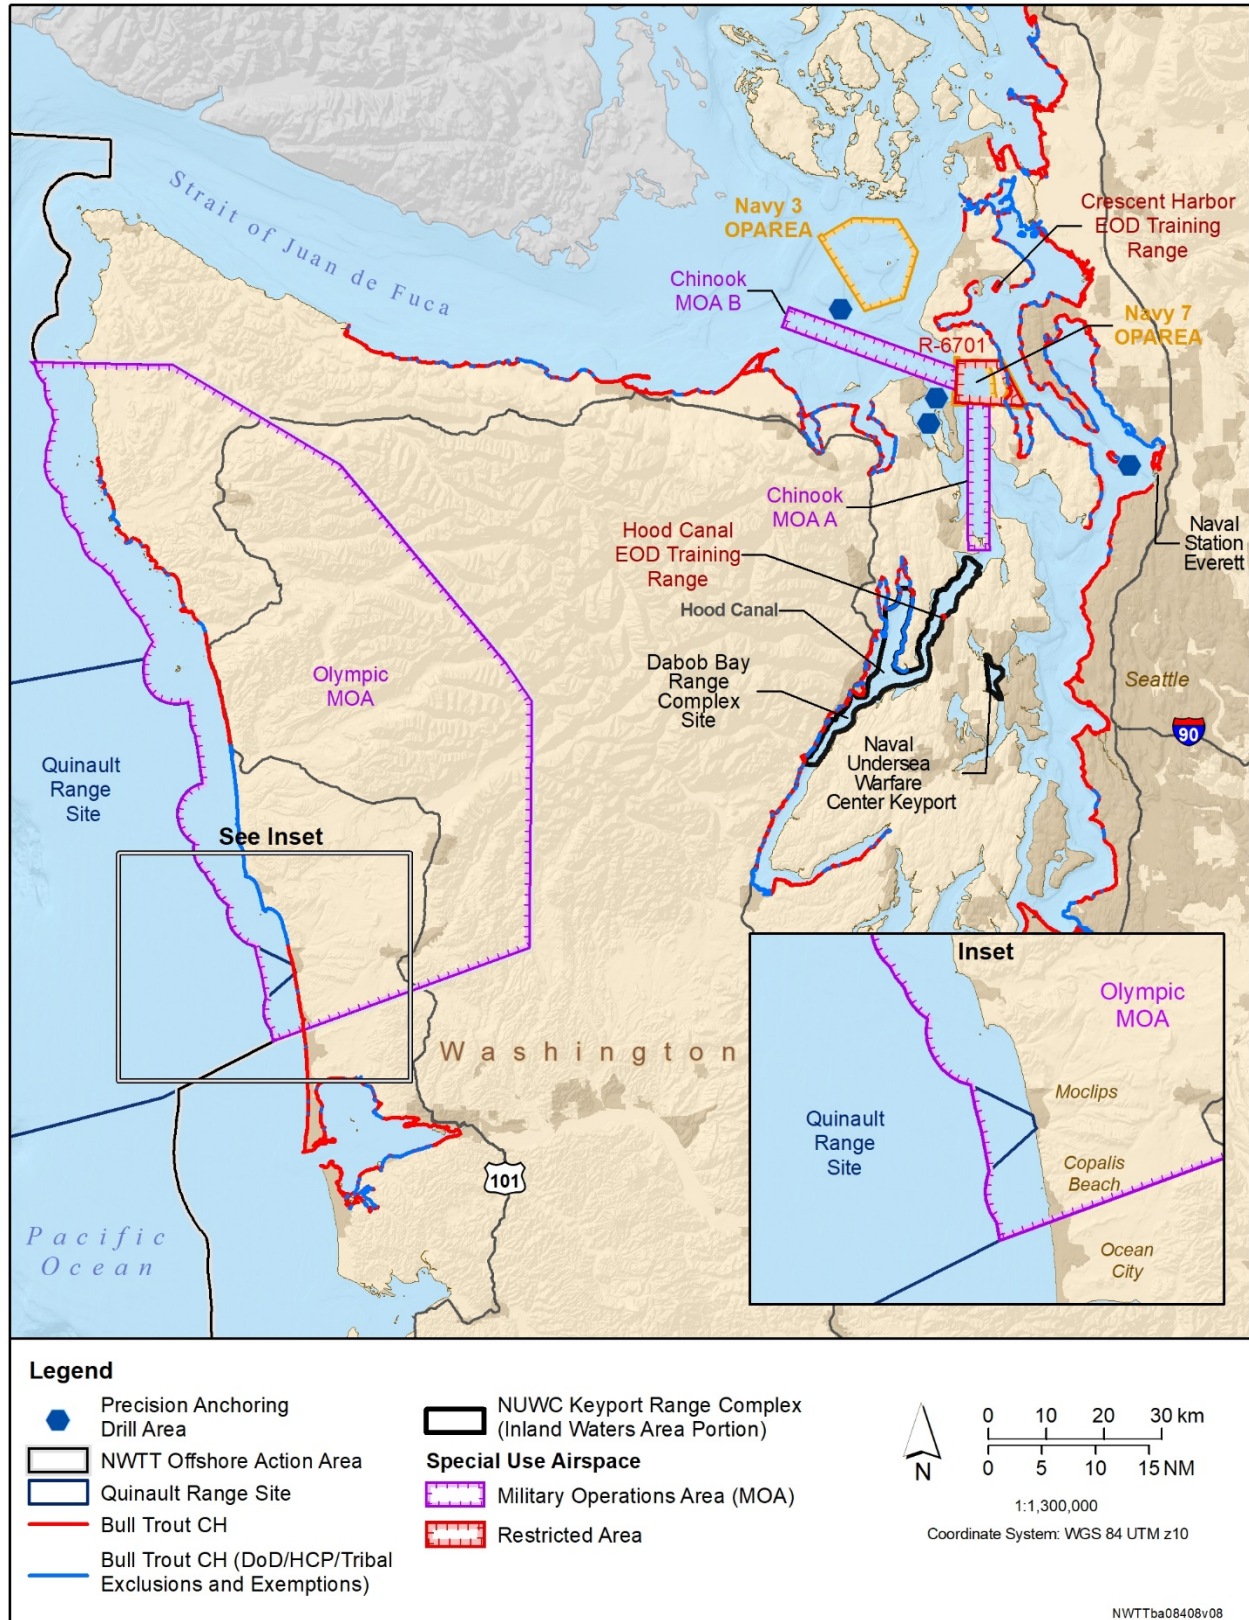 Strait of Juan de Fuca
Navy 3
OPAREA
Crescent Harbor
EOD Training
Range
Chinook
MOA B
Navy 7
OPAREA
R-6701
Chinook
MOA A
Hood Canal
EOD Training
Range
Naval
Station
Everett
Hood Canal
Dabob Bay
Range
Complex
Site
Olympic
MOA
Seattle
90
Naval
Undersea
Warfare
Center Keyport
Quinault
Range
Site
See Inset
Washington
101
Pacific
Ocean
Inset
Olympic
MOA
Moclips
Quinault
Range
Site
Copalis
Beach
Ocean
City
Legend
Precision Anchoring
Drill Area
NWTT Offshore Action Area
Quinault Range Site
Bull Trout CH
Bull Trout CH (DoD/HCP/Tribal
Exclusions and Exemptions)
NUWC Keyport Range Complex
(Inland Waters Area Portion)
Special Use Airspace
Military Operations Area (MOA)
Restricted Area
N
0 10 20 30 km
0 5 10 15 NM
1:1,300,000
Coordinate System: WGS 84 UTM z10
NWTTba08408v08